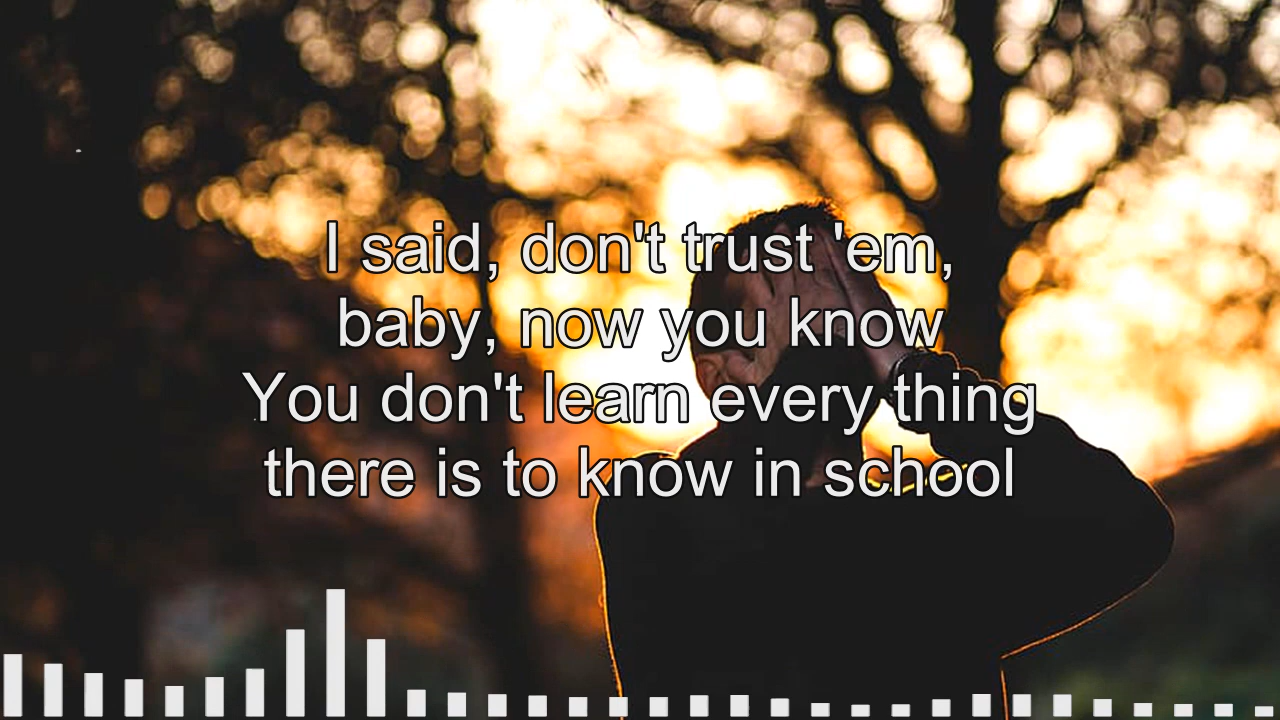 I said, don't trust 'em,
baby, now you know
You don't learn every thing
there is to know in school